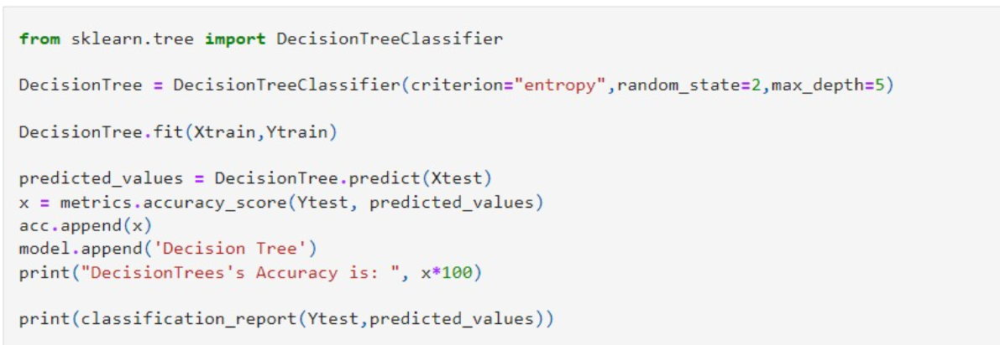 from sklearn.tree import DecisionTreeClassifier
DecisionTree = DecisionTreeClassifier(criterion="entropy",random_state=2,max_depth=5)
DecisionTree.fit(Xtrain,Ytrain)
predicted_values = DecisionTree.predict(Xtest)
x = metrics.accuracy_score(Ytest, predicted_values)
acc.append(x)
model.append('Decision Tree')
print("DecisionTrees's Accuracy is: ", x*100)
print(classification_report(Ytest,predicted_values))